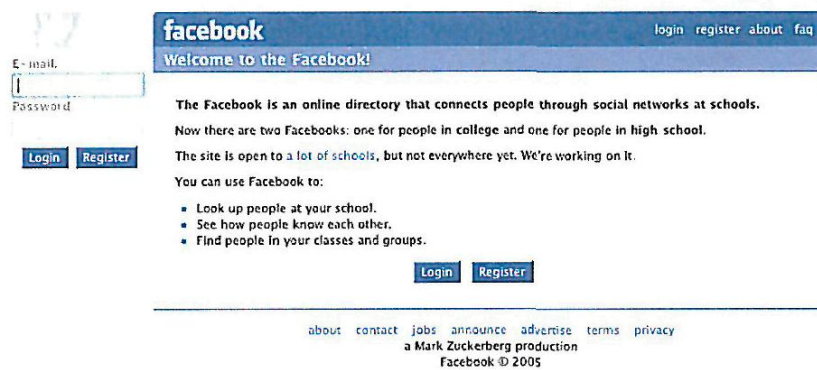 facebook
login register about faq
Welcome to the Facebook!
E-mail:
Password
Login Register
The Facebook is an online directory that connects people through social networks at schools.
Now there are two Facebooks: one for people in college and one for people in high school.
The site is open to a lot of schools, but not everywhere yet. We're working on it.
You can use Facebook to:
Look up people at your school.
See how people know each other.
Find people in your classes and groups.
Login Register
about contact jobs announce advertise terms privacy
a Mark Zuckerberg production
Facebook © 2005